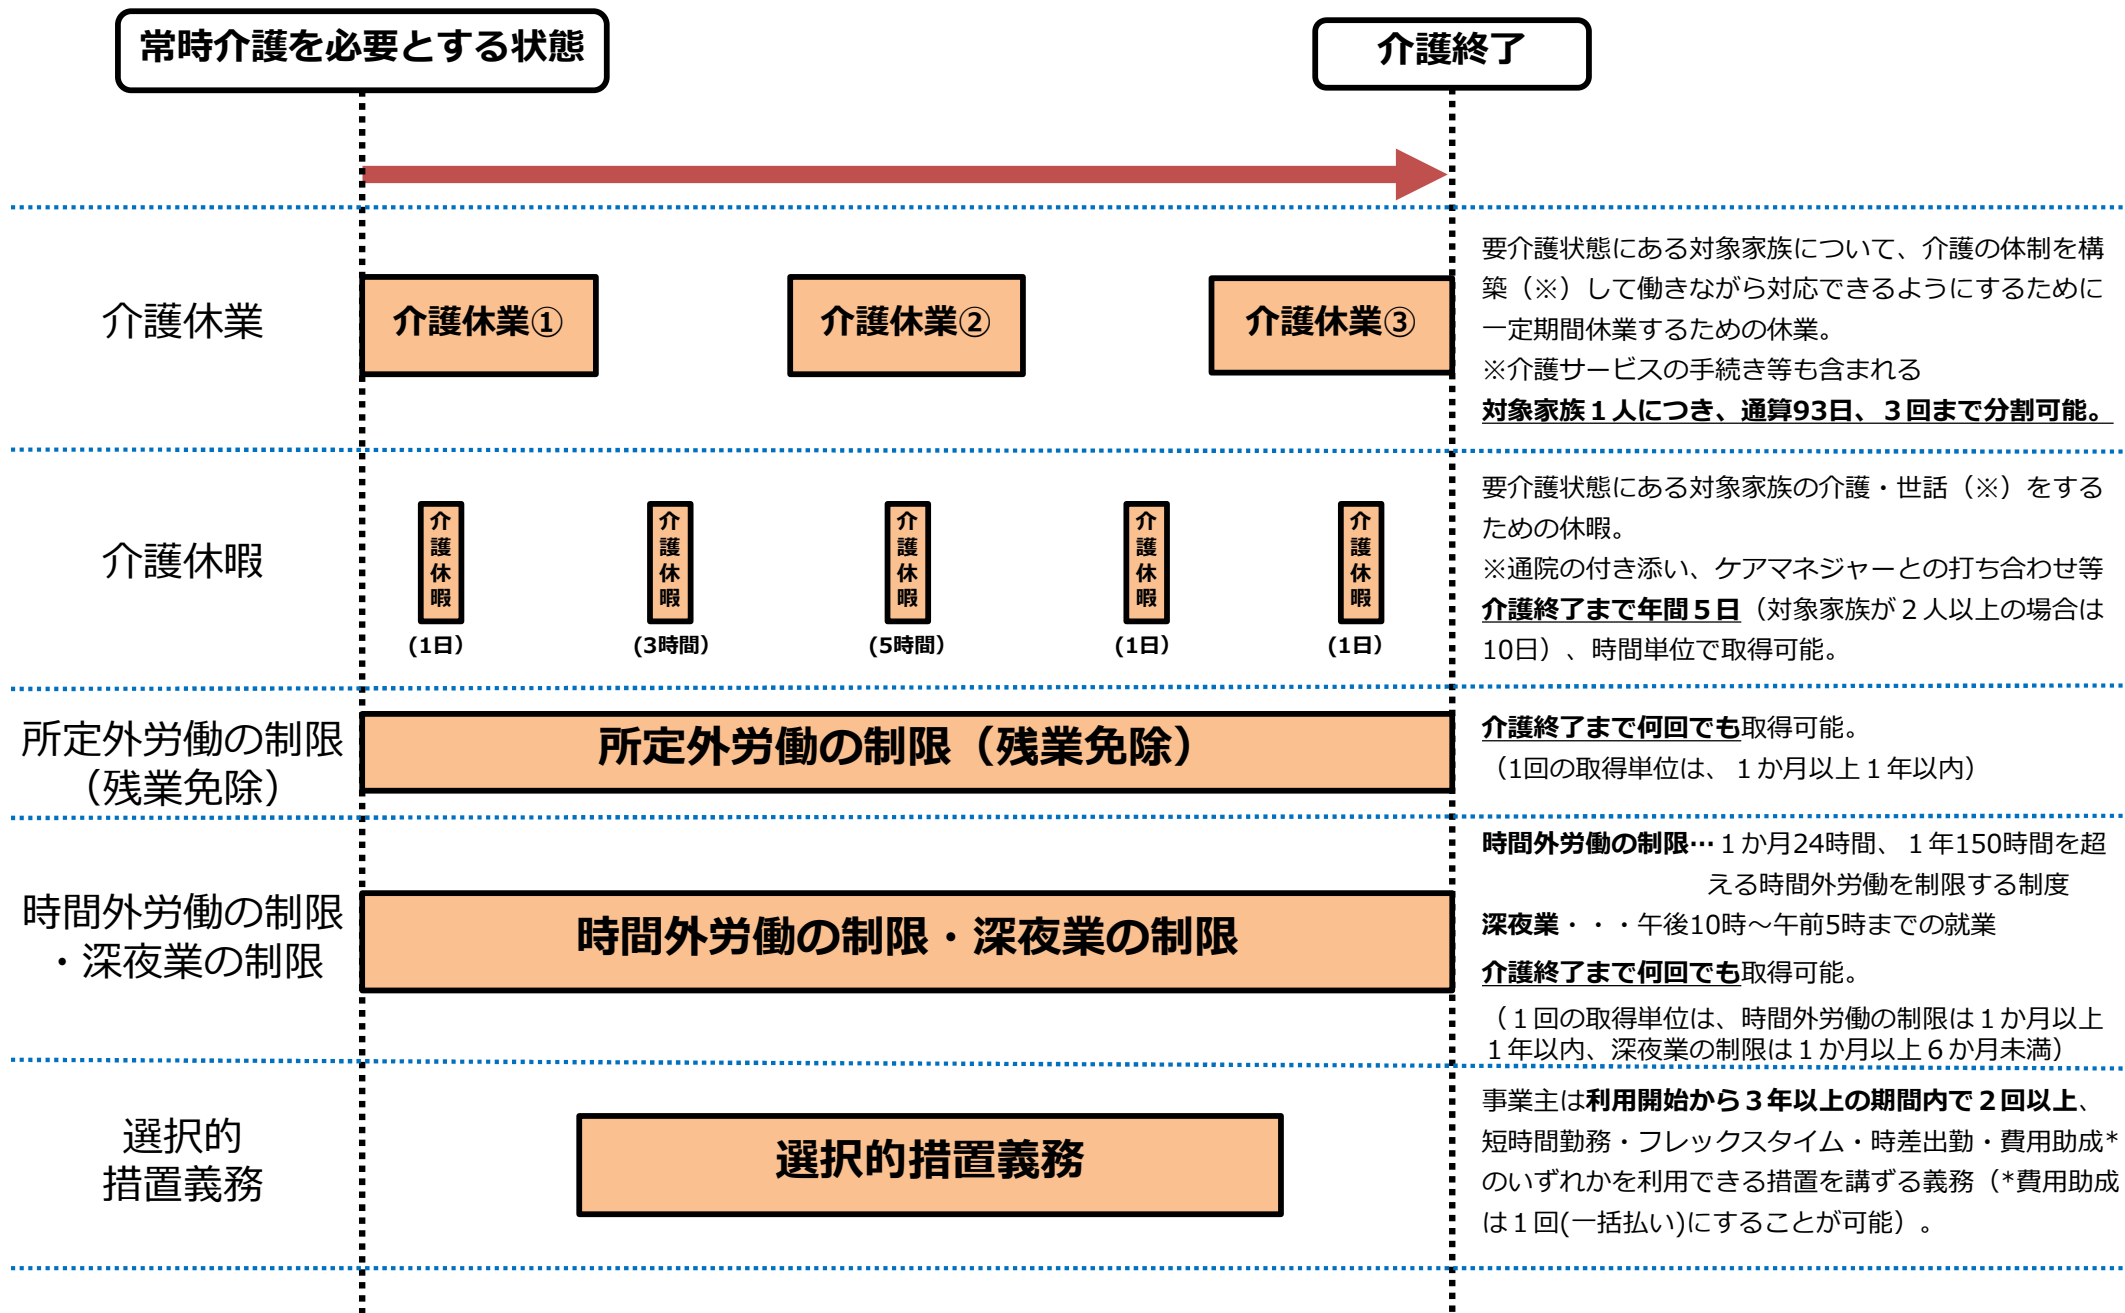 常時介護を必要とする状態
介護終了
介護休業
介護休業①
介護休業②
介護休業③
要介護状態にある対象家族について、介護の体制を構
築（※）して働きながら対応できるようにするために
一定期間休業するための休業。
※介護サービスの手続き等も含まれる
対象家族１人につき、通算93日、３回まで分割可能。
介護休暇
介護休暇
(1日）
介護休暇
(3時間）
介護休暇
(5時間）
介護休暇
(1日）
介護休暇
(1日）
要介護状態にある対象家族の介護・世話（※）をする
ための休暇。
※通院の付き添い、ケアマネジャーとの打ち合わせ等
介護終了まで年間５日（対象家族が２人以上の場合は
10日）、時間単位で取得可能。
所定外労働の制限
（残業免除）
所定外労働の制限（残業免除）
介護終了まで何回でも取得可能。
（1回の取得単位は、１か月以上１年以内）
時間外労働の制限
・深夜業の制限
時間外労働の制限・深夜業の制限
時間外労働の制限…１か月24時間、１年150時間を超
える時間外労働を制限する制度
深夜業・・・午後10時～午前5時までの就業
介護終了まで何回でも取得可能。
（１回の取得単位は、時間外労働の制限は１か月以上
１年以内、深夜業の制限は１か月以上６か月未満）
選択的
措置義務
選択的措置義務
事業主は利用開始から３年以上の期間内で２回以上、
短時間勤務・フレックスタイム・時差出勤・費用助成*
のいずれかを利用できる措置を講ずる義務（*費用助成
は１回(一括払い)にすることが可能）。